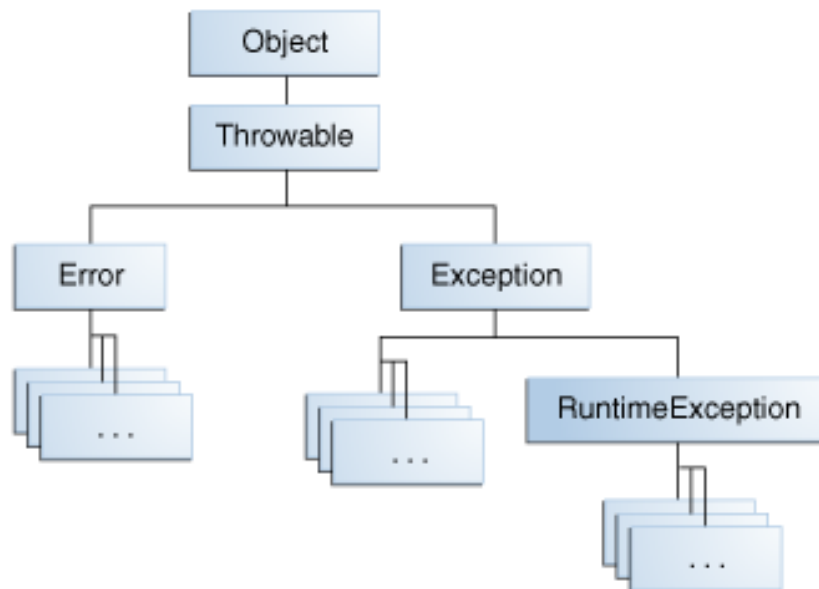 Object
Throwable
Error
Exception
...
...
RuntimeException
...